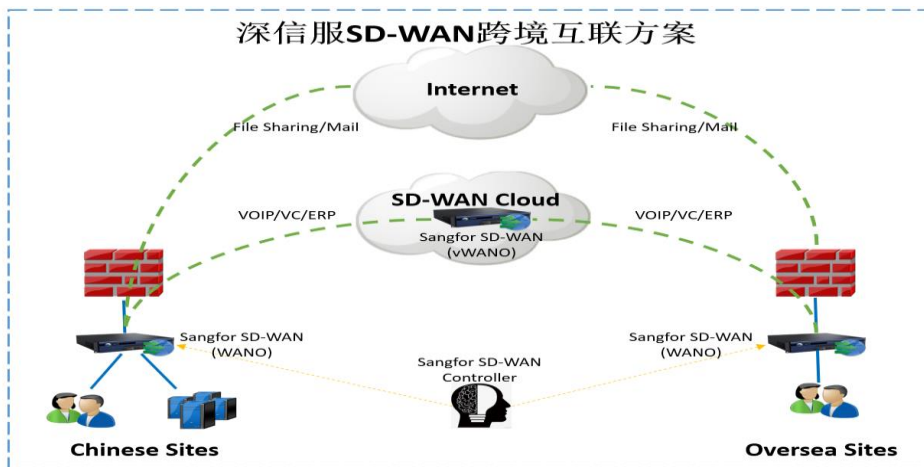 深信服SD-WAN跨境互联方案
Internet
File Sharing/Mail
File Sharing/Mail
SD-WAN Cloud
VOIP/VC/ERP
VOIP/VC/ERP
Sangfor SD-WAN
(vWANO)
Sangfor SD-WAN
(WANO)
Sangfor SD-WAN
(WANO)
Sangfor SD-WAN
Controller
Chinese Sites
Oversea Sites